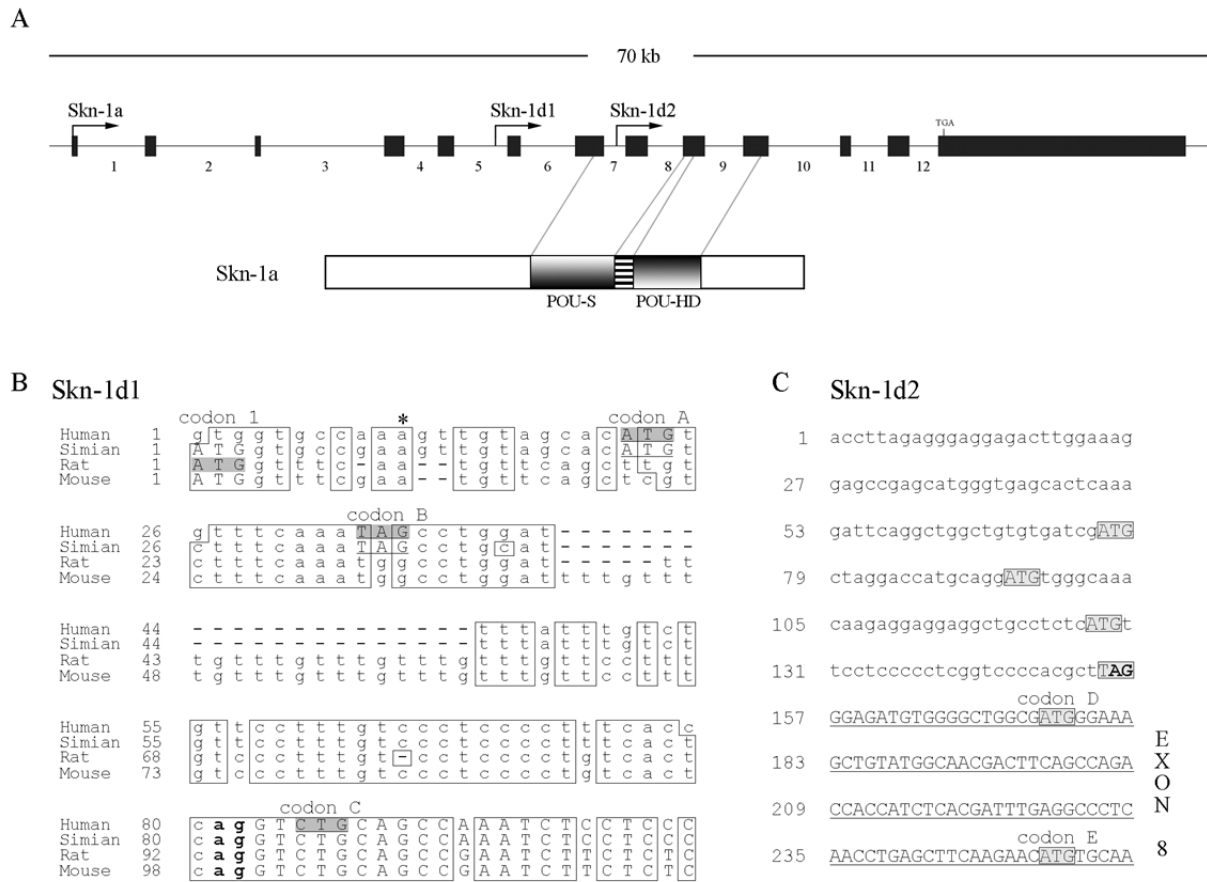 A
70 kb
Skn-1a
Skn-1d1
Skn-1d2
TGA
1 2 3 4 5 6 7 8 9 10 11 12
Skn-1a
POU-S
POU-HD
B Skn-1d1
codon 1 * codon A
Human 1 g t g g t g c c a a a g t t g t a g c a c A T G t
Simian 1 A T G g t g c c g a a g t t g t a g c a c A T G t
Rat 1 A T G g t t t c - a a - - t g t t c a g c t t g t
Mouse 1 A T G g t t t c g a a - - t g t t c a g c t c g t
codon B
Human 26 g t t t c a a a T A G c c t g g a t - - - - - - -
Simian 26 c t t t c a a a T A G c c t g c a t - - - - - - -
Rat 23 c t t t c a a a t g g c c t g g a t - - - - - t t
Mouse 24 c t t t c a a a t g g c c t g g a t t t t g t t t
Human 44 - - - - - - - - - - - - - - t t t a t t t g t c t
Simian 44 - - - - - - - - - - - - - - t t t a t t t g t c t
Rat 43 t g t t t g t t t g t t t g t t t g t t c c t t t
Mouse 48 t g t t t g t t t g t t t g t t t g t t c c t t t
Human 55 g t t c c t t t g t c c c t c c c c t t t c a c c
Simian 55 g t t c c t t t g t c c c t c c c c t t t c a c t
Rat 68 g t c c c t t t g t - c c t c c c c t g t c a c t
Mouse 73 g t c c c t t t g t c c c t c c c c t g t c a c t
codon C
Human 80 c a g G T C T G C A G C C A A A T C T C C T C C C
Simian 80 c a g G T C T G C A G C C A A A T C T C C T C C C
Rat 92 c a g G T C T G C A G C C G A A T C T T C T C T C
Mouse 98 c a g G T C T G C A G C C G A A T C T T C T C T C
C Skn-1d2
1 accttagagggaggagacttggaaag
27 gagccgagcatgggtgagcactcaaa
53 gattcaggctggctgtgtgatcgATG
79 ctaggaccatgcaggATGtgggcaaa
105 caagaggaggaggctgcctctcATGt
131 tcctccccctcggtccccacgctTAG
codon D
157 GGAGATGTGGGGCTGGCGATGGGAAA
183 GCTGTATGGCAACGACTTCAGCCAGA
209 CCACCATCTCACGATTTGAGGCCCTC
codon E
235 AACCTGAGCTTCAAGAACATGTGCAA
EXON 8